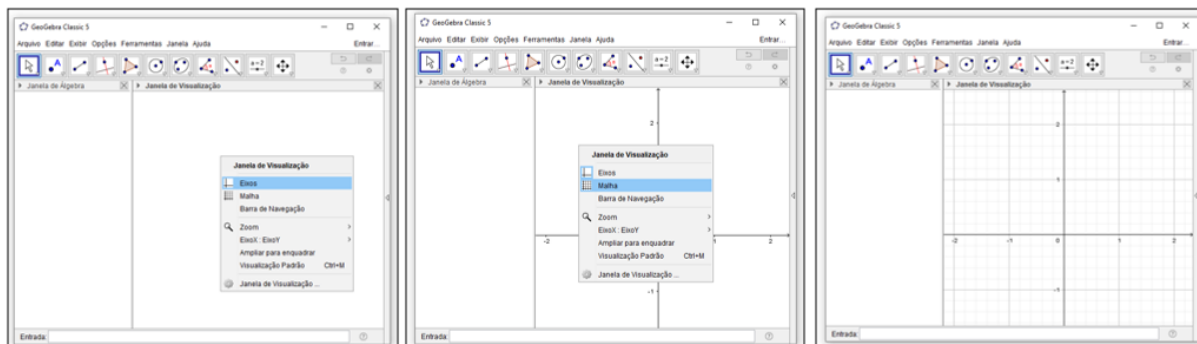 GeoGebra Classic 5
Arquivo Editar Exibir Opções Ferramentas Janela Ajuda Entrar...
A a=2
Janela de Álgebra Janela de Visualização
Janela de Visualização
Eixos
Malha
Barra de Navegação
Zoom
EixoX : EixoY
Ampliar para enquadrar
Visualização Padrão Ctrl+M
Janela de Visualização ...
Entrada:
GeoGebra Classic 5
Arquivo Editar Exibir Opções Ferramentas Janela Ajuda Entrar...
A a=2
Janela de Álgebra Janela de Visualização
2
Janela de Visualização
Eixos
Malha
Barra de Navegação
Zoom
EixoX : EixoY
-2 1 2
Ampliar para enquadrar
Visualização Padrão Ctrl+M
Janela de Visualização ...
-1
Entrada:
GeoGebra Classic 5
Arquivo Editar Exibir Opções Ferramentas Janela Ajuda Entrar...
A a=2
Janela de Álgebra Janela de Visualização
2
1
-2 -1 0 1 2
-1
Entrada: